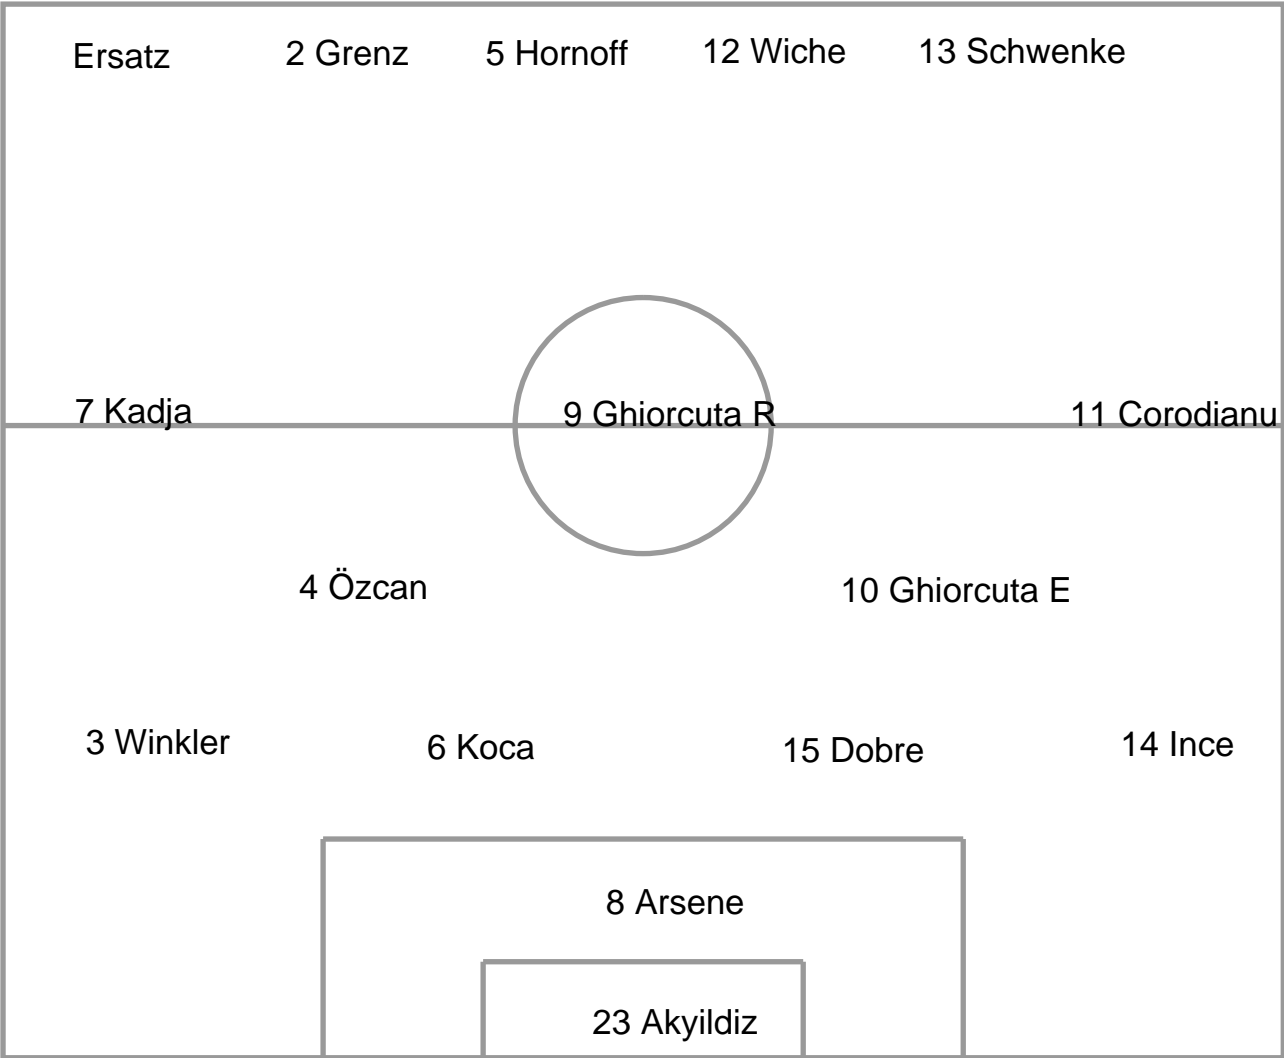 Ersatz 2 Grenz 5 Hornoff 12 Wiche 13 Schwenke
7 Kadja 9 Ghiorcuta R 11 Corodianu
4 Özcan 10 Ghiorcuta E
3 Winkler 6 Koca 15 Dobre 14 Ince
8 Arsene
23 Akyildiz